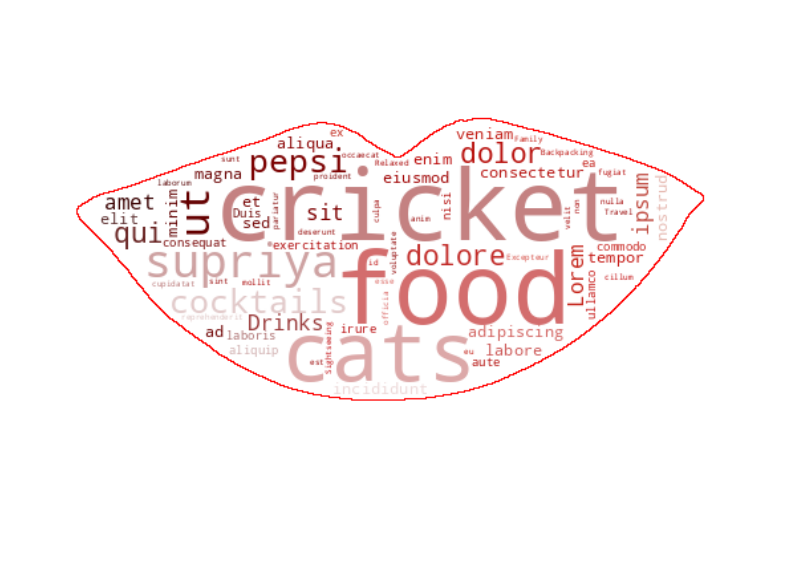 ex
veniam
Family
aliqua
pepsi
occaecat
Relaxed
enim
dolor
Backpacking
sunt
magna
proident
eiusmod
consectetur
ea
fugiat
laborum
amet
elit
qui
minim
ut
et
Duis
sed
pariatur
sit
cricket
culpa
anim
nisi
velit
non
nulla
Travel
ipsum
nostrud
consequat
deserunt
exercitation
voluptate
dolore
Excepteur
commodo
tempor
supriya
id
food
Lorem
ullamco
cillum
cupidatat
sint
mollit
esse
cocktails
officia
reprehenderit
Drinks
irure
adipiscing
ad
laboris
aliquip
cats
est
Sightseeing
eu
labore
aute
incididunt